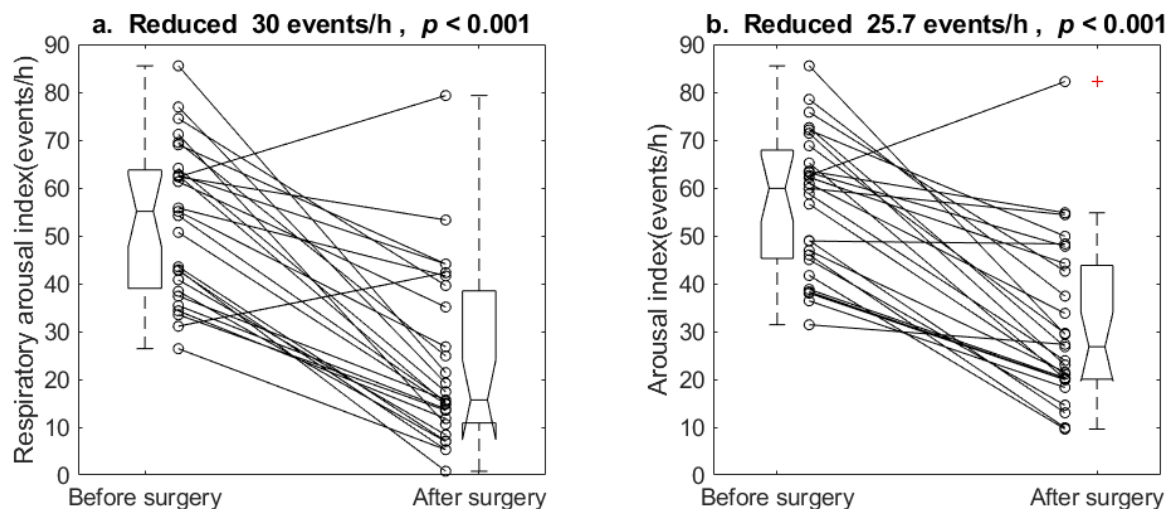 a. Reduced 30 events/h , p < 0.001
Respiratory arousal index(events/h)
90
80
70
60
50
40
30
20
10
0
Before surgery
After surgery
b. Reduced 25.7 events/h , p < 0.001
Arousal index(events/h)
90
80
70
60
50
40
30
20
10
0
Before surgery
After surgery